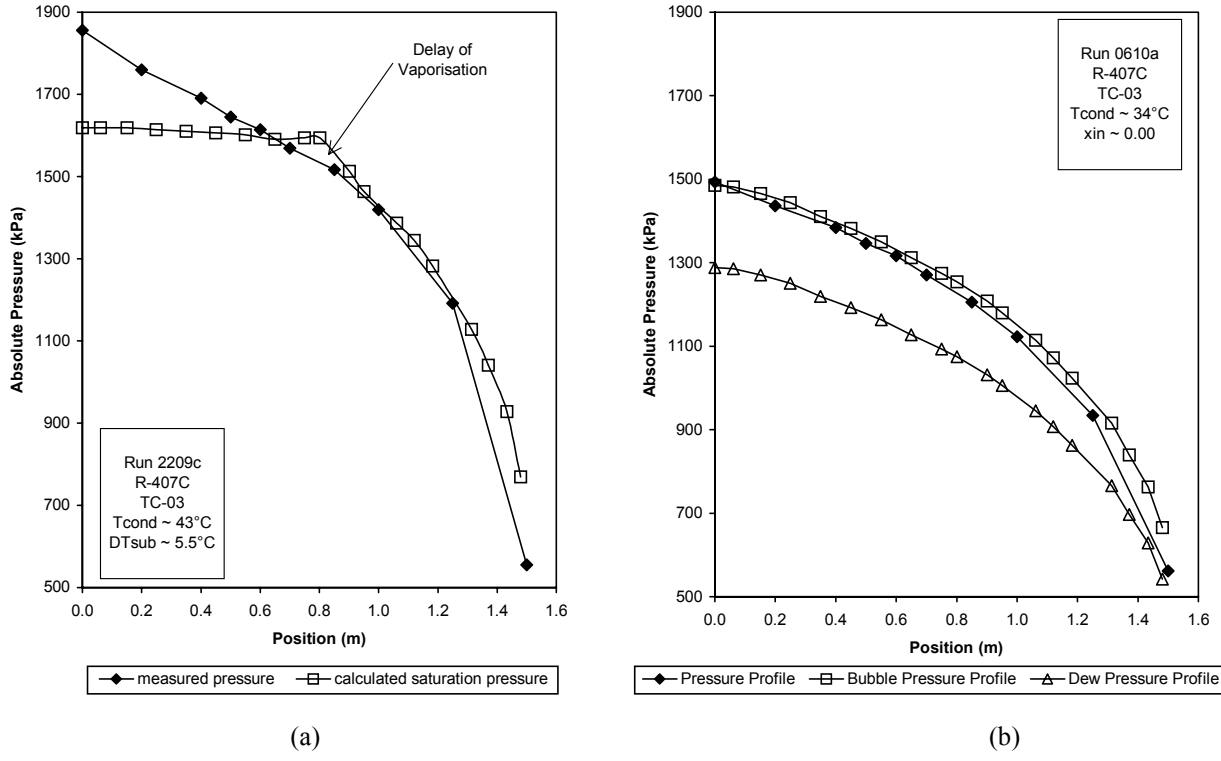 1900
1700
1500
1300
1100
900
700
500
Absolute Pressure (kPa)
Delay of
Vaporisation
Run 2209c
R-407C
TC-03
Tcond ~ 43°C
DTsub ~ 5.5°C
0.0 0.2 0.4 0.6 0.8 1.0 1.2 1.4 1.6
Position (m)
measured pressure calculated saturation pressure
(a)
1900
1700
1500
1300
1100
900
700
500
Absolute Pressure (kPa)
Run 0610a
R-407C
TC-03
Tcond ~ 34°C
xin ~ 0.00
0.0 0.2 0.4 0.6 0.8 1.0 1.2 1.4 1.6
Position (m)
Pressure Profile Bubble Pressure Profile Dew Pressure Profile
(b)